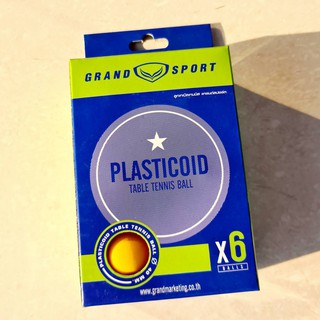 GRAND SPORT
PLASTICOID
TABLE TENNIS BALL
PLASTICOID TABLE TENNIS BALL Ø 40 MM.
X6
BALLS
www.grandmarketing.co.th